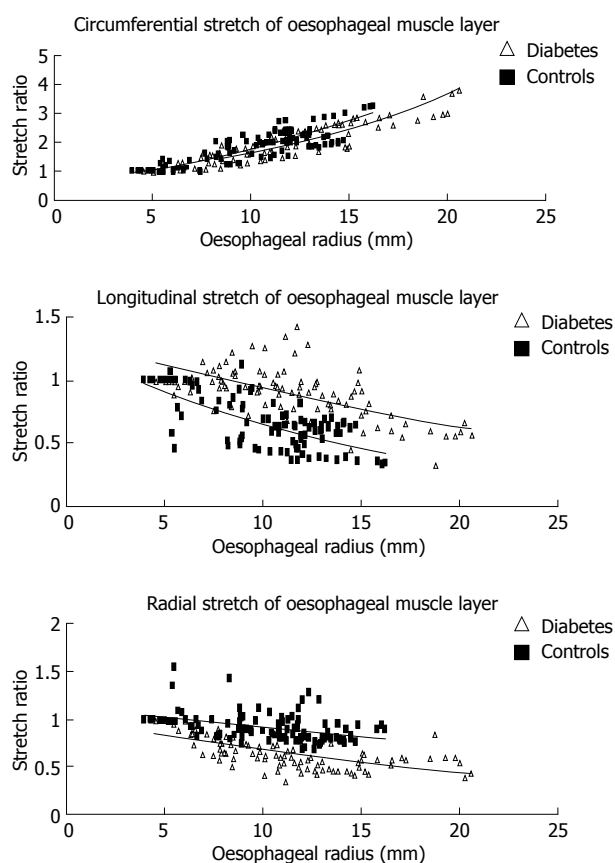 Circumferential stretch of oesophageal muscle layer
Diabetes
Controls
5
4
3
2
1
0
Stretch ratio
0 5 10 15 20 25
Oesophageal radius (mm)
Longitudinal stretch of oesophageal muscle layer
Diabetes
Controls
1.5
1
0.5
0
Stretch ratio
0 5 10 15 20 25
Oesophageal radius (mm)
Radial stretch of oesophageal muscle layer
Diabetes
Controls
2
1.5
1
0.5
0
Stretch ratio
0 5 10 15 20 25
Oesophageal radius (mm)